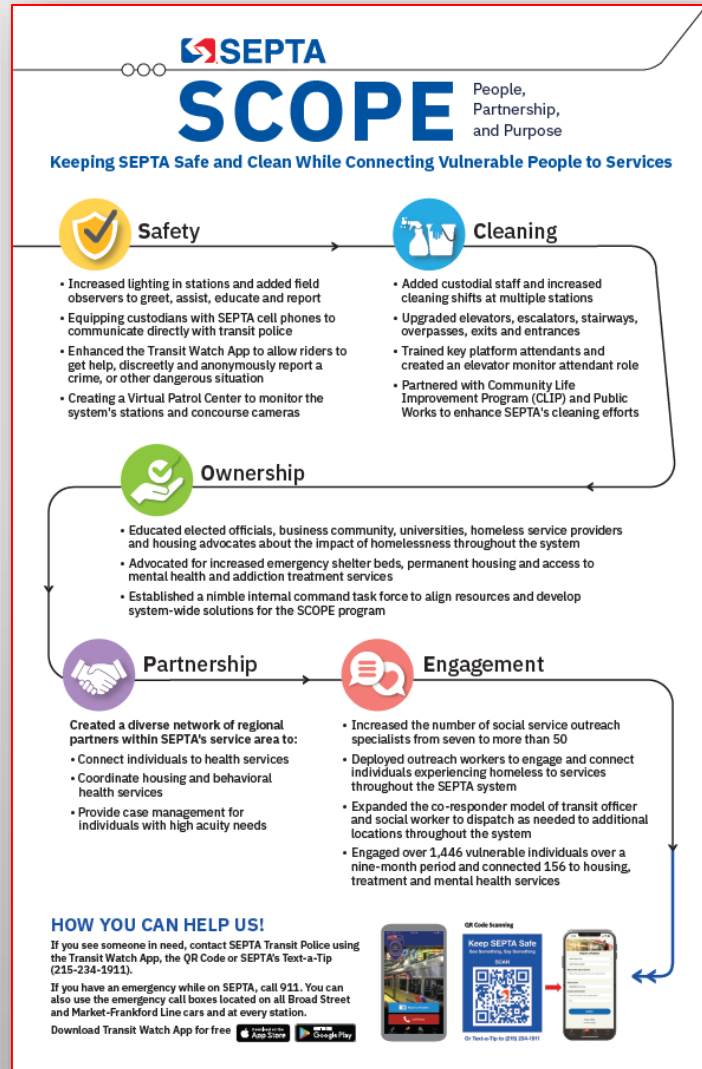 SEPTA
SCOPE
People,
Partnership,
and Purpose
Keeping SEPTA Safe and Clean While Connecting Vulnerable People to Services
Safety
• Increased lighting in stations and added field
observers to greet, assist, educate and report
• Equipping custodians with SEPTA cell phones to
communicate directly with transit police
• Enhanced the Transit Watch App to allow riders to
get help, discreetly and anonymously report a
crime, or other dangerous situation
• Creating a Virtual Patrol Center to monitor the
system's stations and concourse cameras
Cleaning
• Added custodial staff and increased
cleaning shifts at multiple stations
• Upgraded elevators, escalators, stairways,
overpasses, exits and entrances
• Trained key platform attendants and
created an elevator monitor attendant role
• Partnered with Community Life
Improvement Program (CLIP) and Public
Works to enhance SEPTA's cleaning efforts
Ownership
• Educated elected officials, business community, universities, homeless service providers
and housing advocates about the impact of homelessness throughout the system
• Advocated for increased emergency shelter beds, permanent housing and access to
mental health and addiction treatment services
• Established a nimble internal command task force to align resources and develop
system-wide solutions for the SCOPE program
Partnership
Created a diverse network of regional
partners within SEPTA's service area to:
• Connect individuals to health services
• Coordinate housing and behavioral
health services
• Provide case management for
individuals with high acuity needs
Engagement
• Increased the number of social service outreach
specialists from seven to more than 50
• Deployed outreach workers to engage and connect
individuals experiencing homeless to services
throughout the SEPTA system
• Expanded the co-responder model of transit officer
and social worker to dispatch as needed to additional
locations throughout the system
• Engaged over 1,446 vulnerable individuals over a
nine-month period and connected 156 to housing,
treatment and mental health services
HOW YOU CAN HELP US!
If you see someone in need, contact SEPTA Transit Police using
the Transit Watch App, the QR Code or SEPTA's Text-a-Tip
(215-234-1911).
If you have an emergency while on SEPTA, call 911. You can
also use the emergency call boxes located on all Broad Street
and Market-Frankford Line cars and at every station.
Download Transit Watch App for free
Download on the
App Store
Google Play
QR Code Scanning
Keep SEPTA Safe
See Something, Say Something
SCAN
Or Text-a-Tip to (215) 234-1911